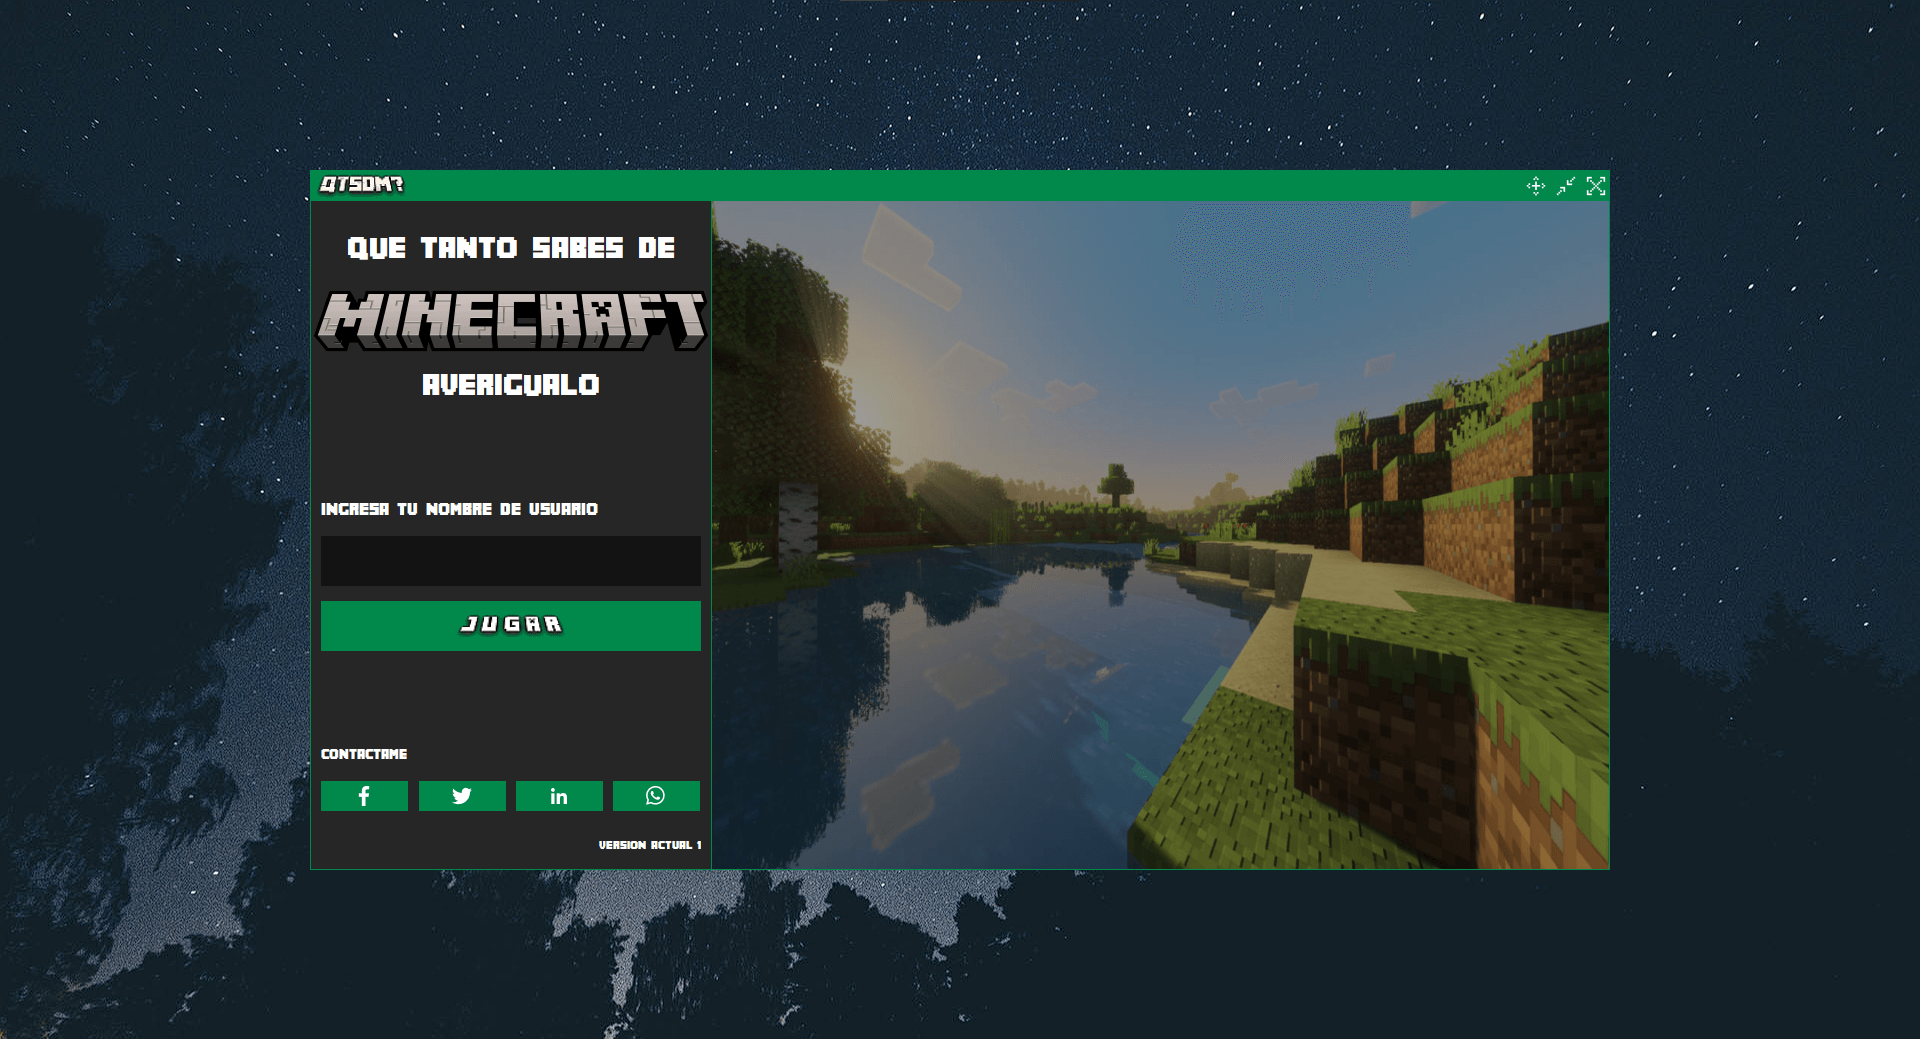 QTSDM?
QUE TANTO SABES DE
MINECRAFT
AVERIGUALO
INGRESA TU NOMBRE DE USUARIO
JUGAR
CONTACTAME
VERSION ACTUAL 1